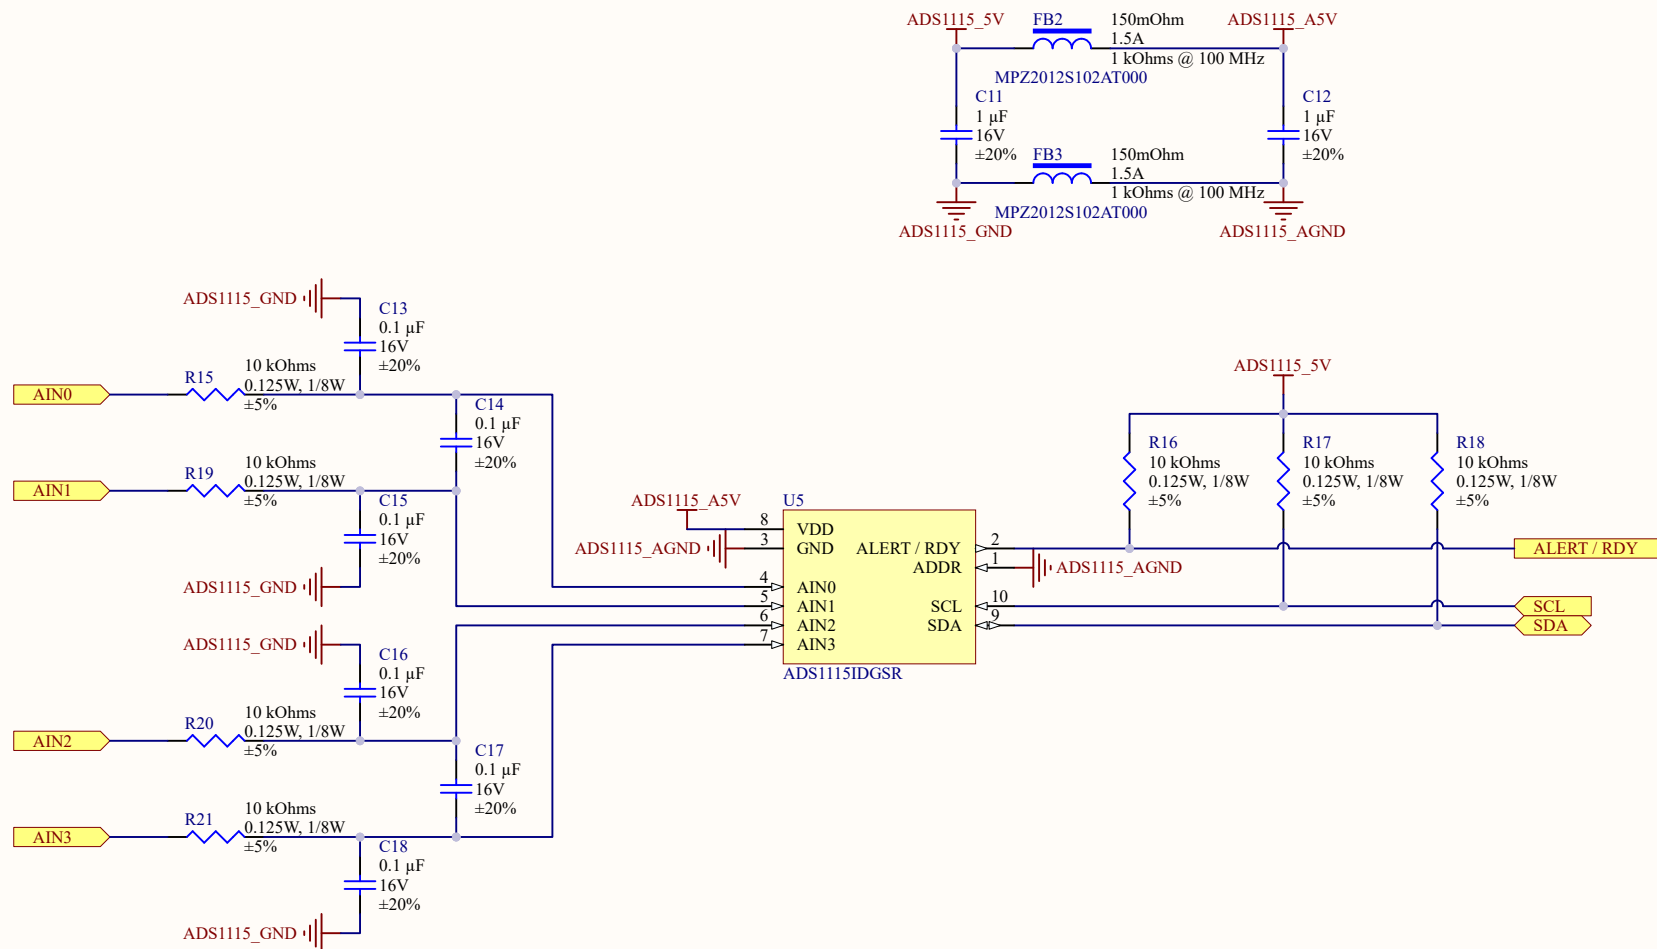 ADS1115_5V
FB2
150mOhm
ADS1115_A5V
1.5A
1 kOhms @ 100 MHz
MPZ2012S102AT000
C11
1 µF
16V
±20%
C12
1 µF
16V
±20%
FB3
150mOhm
1.5A
1 kOhms @ 100 MHz
MPZ2012S102AT000
ADS1115_GND
ADS1115_AGND
ADS1115_GND
C13
0.1 µF
16V
±20%
AIN0
R15
10 kOhms
0.125W, 1/8W
±5%
C14
0.1 µF
16V
±20%
AIN1
R19
10 kOhms
0.125W, 1/8W
±5%
C15
0.1 µF
16V
±20%
ADS1115_GND
ADS1115_GND
C16
0.1 µF
16V
±20%
AIN2
R20
10 kOhms
0.125W, 1/8W
±5%
C17
0.1 µF
16V
±20%
AIN3
R21
10 kOhms
0.125W, 1/8W
±5%
C18
0.1 µF
16V
±20%
ADS1115_GND
ADS1115_A5V
ADS1115_AGND
U5
8 VDD
3 GND
4 AIN0
5 AIN1
6 AIN2
7 AIN3
ALERT / RDY 2
ADDR 1
SCL 10
SDA 9
ADS1115IDGSR
ADS1115_AGND
ADS1115_5V
R16
10 kOhms
0.125W, 1/8W
±5%
R17
10 kOhms
0.125W, 1/8W
±5%
R18
10 kOhms
0.125W, 1/8W
±5%
ALERT / RDY
SCL
SDA